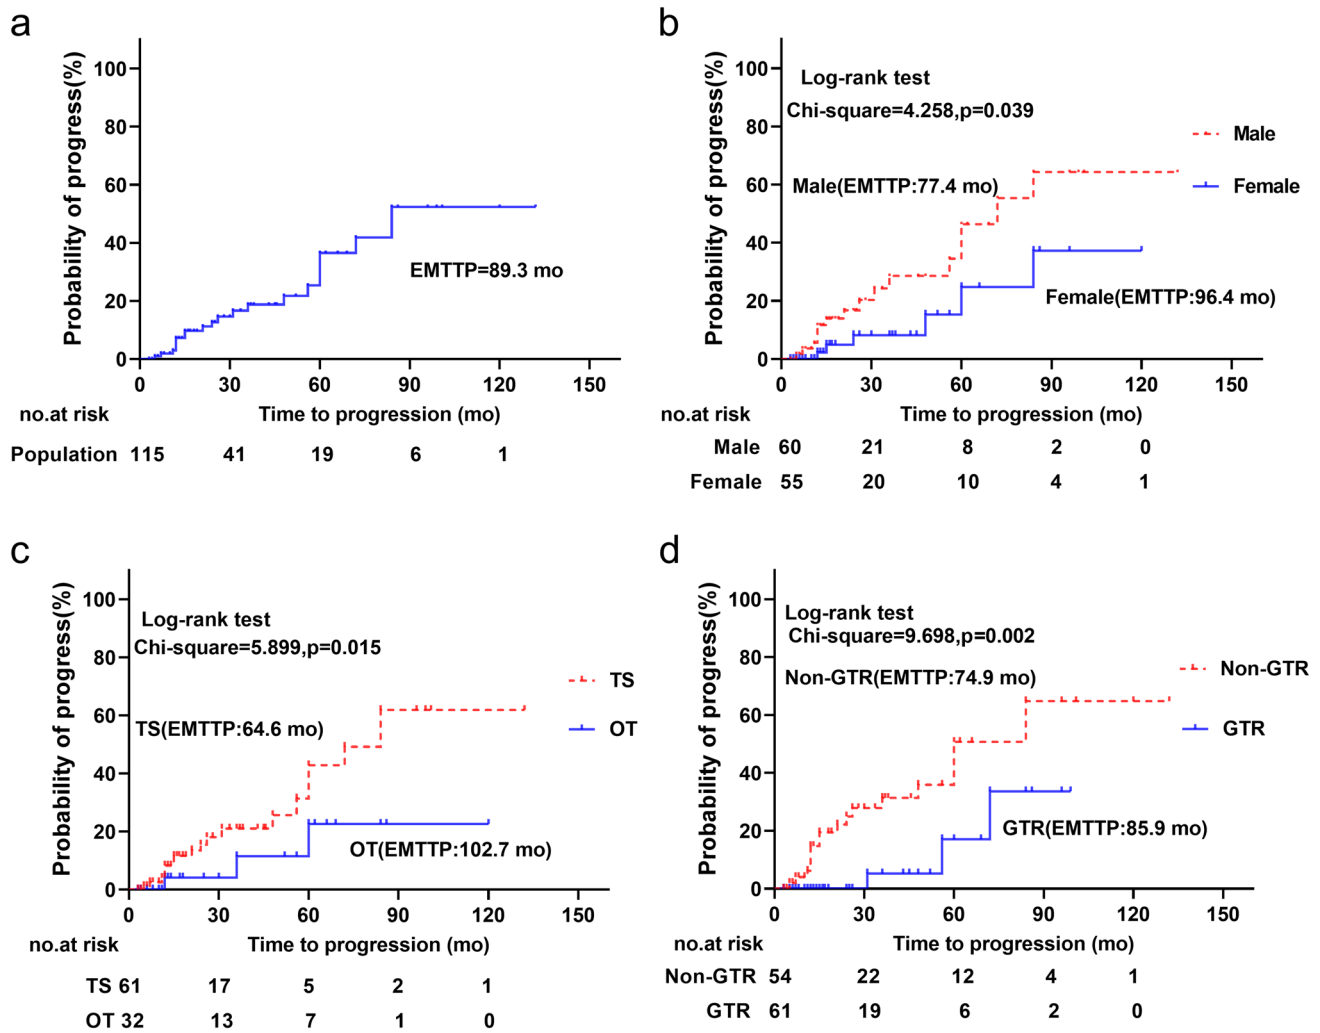 a
Probability of progress(%)
100
80
60
40
20
0
EMTTP=89.3 mo
0 30 60 90 120 150
no.at risk Time to progression (mo)
Population 115 41 19 6 1
b
Probability of progress(%)
100
80
60
40
20
0
Log-rank test
Chi-square=4.258,p=0.039
Male
Male(EMTTP:77.4 mo)
Female
Female(EMTTP:96.4 mo)
0 30 60 90 120 150
no.at risk Time to progression (mo)
Male 60 21 8 2 0
Female 55 20 10 4 1
c
Probability of progress(%)
100
80
60
40
20
0
Log-rank test
Chi-square=5.899,p=0.015
TS
TS(EMTTP:64.6 mo)
OT
OT(EMTTP:102.7 mo)
0 30 60 90 120 150
no.at risk Time to progression (mo)
TS 61 17 5 2 1
OT 32 13 7 1 0
d
Probability of progress(%)
100
80
60
40
20
0
Log-rank test
Chi-square=9.698,p=0.002
Non-GTR
Non-GTR(EMTTP:74.9 mo)
GTR
GTR(EMTTP:85.9 mo)
0 30 60 90 120 150
no.at risk Time to progression (mo)
Non-GTR 54 22 12 4 1
GTR 61 19 6 2 0